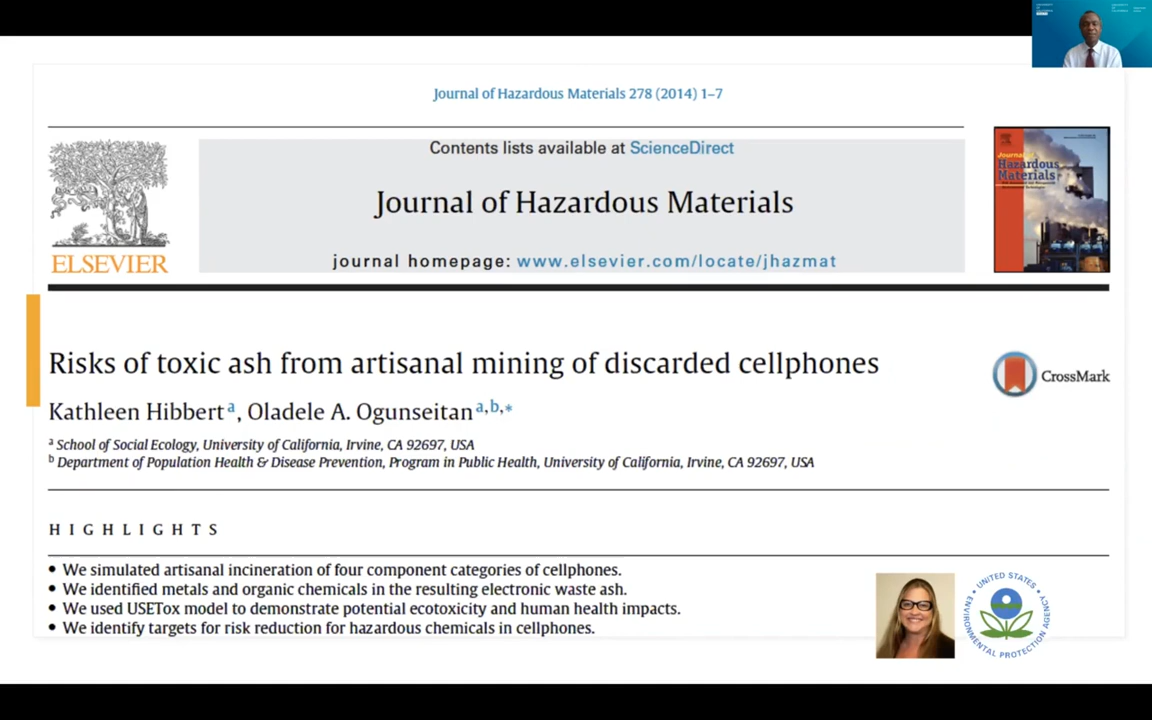 Journal of Hazardous Materials 278 (2014) 1–7
Contents lists available at ScienceDirect
Journal of Hazardous Materials
journal homepage: www.elsevier.com/locate/jhazmat
ELSEVIER
Journal of
Hazardous
Materials
Risks of toxic ash from artisanal mining of discarded cellphones
CrossMark
Kathleen Hibbert a, Oladele A. Ogunseitan a,b,*
a School of Social Ecology, University of California, Irvine, CA 92697, USA
b Department of Population Health & Disease Prevention, Program in Public Health, University of California, Irvine, CA 92697, USA
HIGHLIGHTS
• We simulated artisanal incineration of four component categories of cellphones.
• We identified metals and organic chemicals in the resulting electronic waste ash.
• We used USETox model to demonstrate potential ecotoxicity and human health impacts.
• We identify targets for risk reduction for hazardous chemicals in cellphones.
UNITED STATES
ENVIRONMENTAL PROTECTION AGENCY